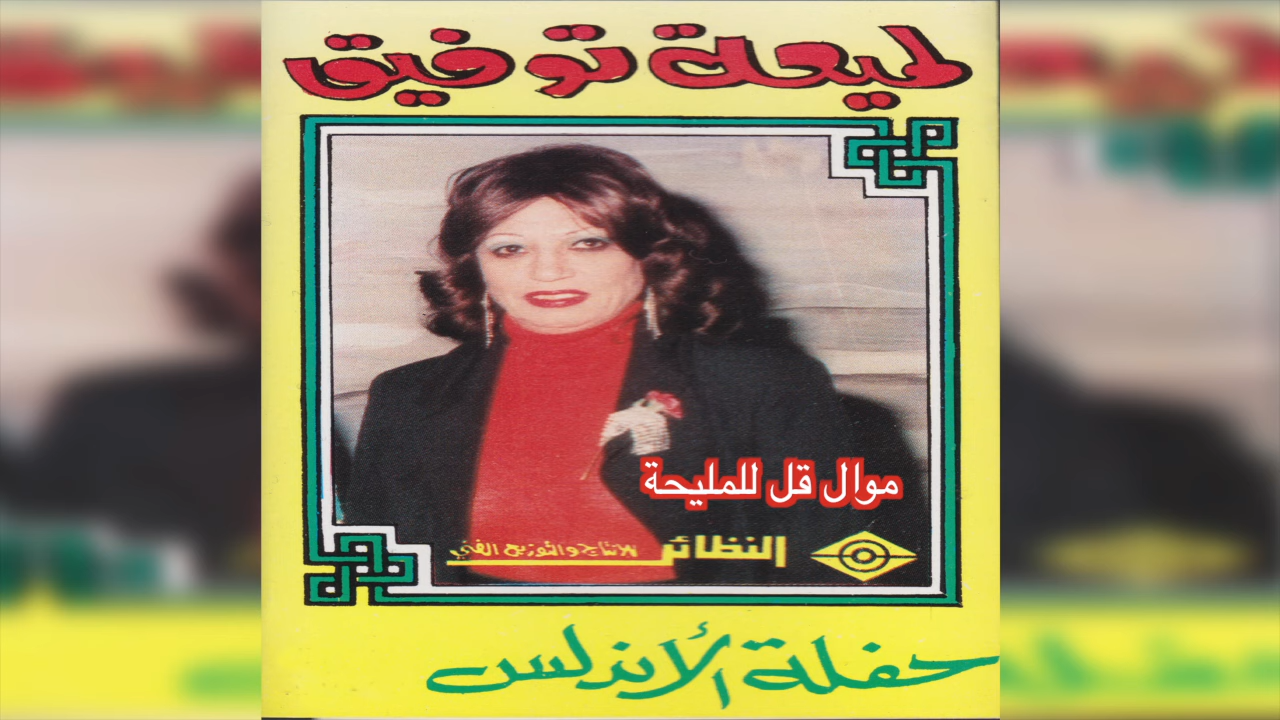 لميعة توفيق
موال قل للمليحة
النظائر للانتاج والتوزيع الفني
حفلة الأندلس